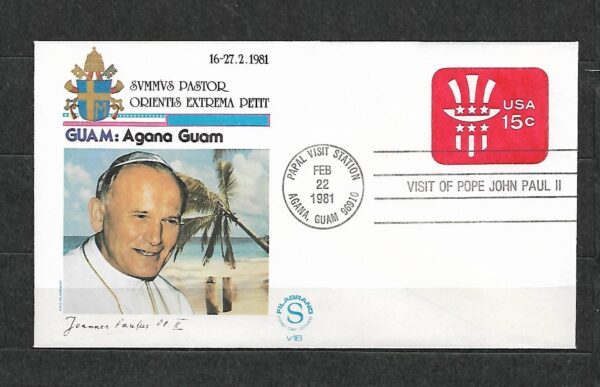 16-27.2.1981
SVMMVS PASTOR
ORIENTIS EXTREMA PETIT
GUAM: Agana Guam
USA
15c
PAPAL VISIT STATION
FEB
22
1981
AGANA, GUAM 96910
VISIT OF POPE JOHN PAUL II
Joannes Paulus PP. II
FILAGRANO
S
V16